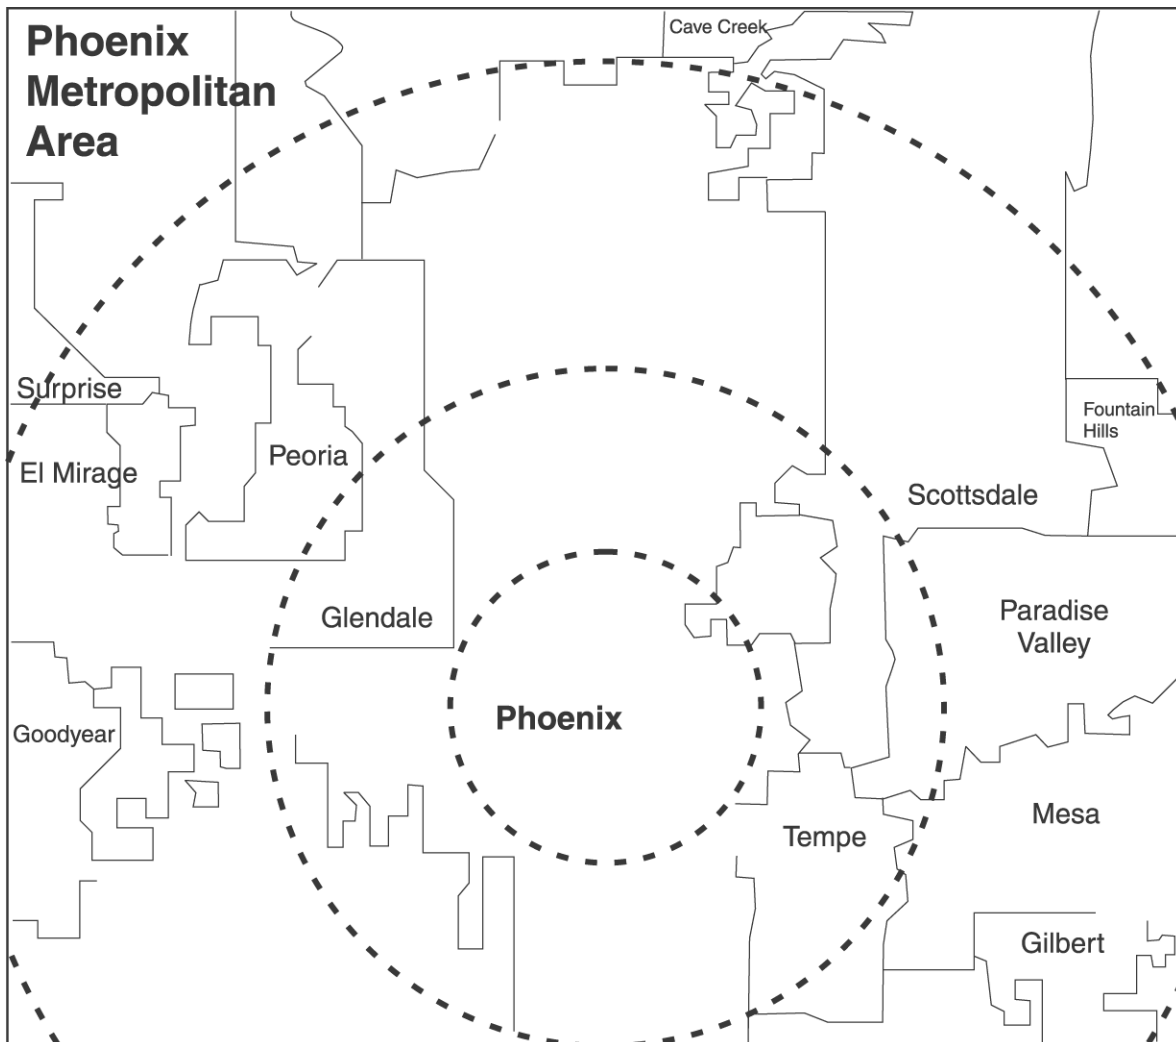 Phoenix
Metropolitan
Area
Cave Creek
Surprise
Fountain
Hills
Peoria
El Mirage
Scottsdale
Glendale
Paradise
Valley
Phoenix
Goodyear
Mesa
Tempe
Gilbert